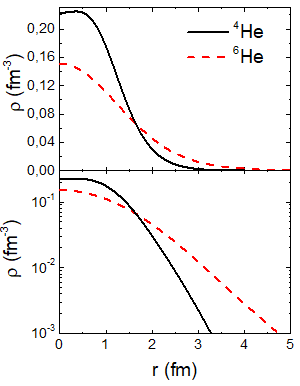 0,20
0,16
0,12
0,08
0,04
0,00
ρ (fm⁻³)
⁴He
⁶He
10⁻¹
10⁻²
10⁻³
ρ (fm⁻³)
0 1 2 3 4 5
r (fm)